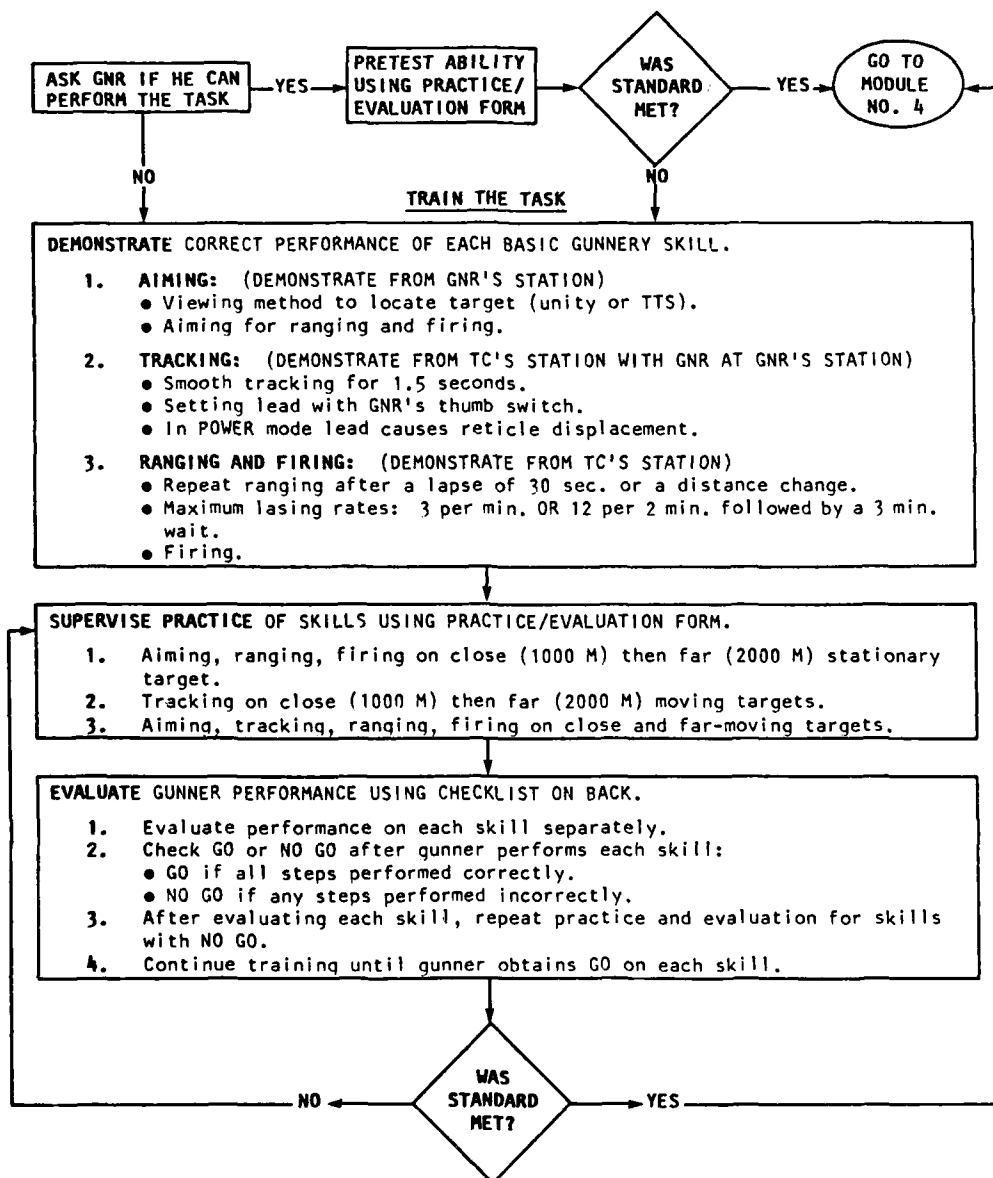 ASK GNR IF HE CAN
PERFORM THE TASK
YES
PRETEST ABILITY
USING PRACTICE/
EVALUATION FORM
WAS
STANDARD
MET?
YES
GO TO
MODULE
NO. 4
NO
NO
TRAIN THE TASK
DEMONSTRATE CORRECT PERFORMANCE OF EACH BASIC GUNNERY SKILL.
1. AIMING: (DEMONSTRATE FROM GNR'S STATION)
● Viewing method to locate target (unity or TTS).
● Aiming for ranging and firing.
2. TRACKING: (DEMONSTRATE FROM TC'S STATION WITH GNR AT GNR'S STATION)
● Smooth tracking for 1.5 seconds.
● Setting lead with GNR's thumb switch.
● In POWER mode lead causes reticle displacement.
3. RANGING AND FIRING: (DEMONSTRATE FROM TC'S STATION)
● Repeat ranging after a lapse of 30 sec. or a distance change.
● Maximum lasing rates: 3 per min. OR 12 per 2 min. followed by a 3 min.
wait.
● Firing.
SUPERVISE PRACTICE OF SKILLS USING PRACTICE/EVALUATION FORM.
1. Aiming, ranging, firing on close (1000 M) then far (2000 M) stationary
target.
2. Tracking on close (1000 M) then far (2000 M) moving targets.
3. Aiming, tracking, ranging, firing on close and far-moving targets.
EVALUATE GUNNER PERFORMANCE USING CHECKLIST ON BACK.
1. Evaluate performance on each skill separately.
2. Check GO or NO GO after gunner performs each skill:
● GO if all steps performed correctly.
● NO GO if any steps performed incorrectly.
3. After evaluating each skill, repeat practice and evaluation for skills
with NO GO.
4. Continue training until gunner obtains GO on each skill.
NO
WAS
STANDARD
MET?
YES